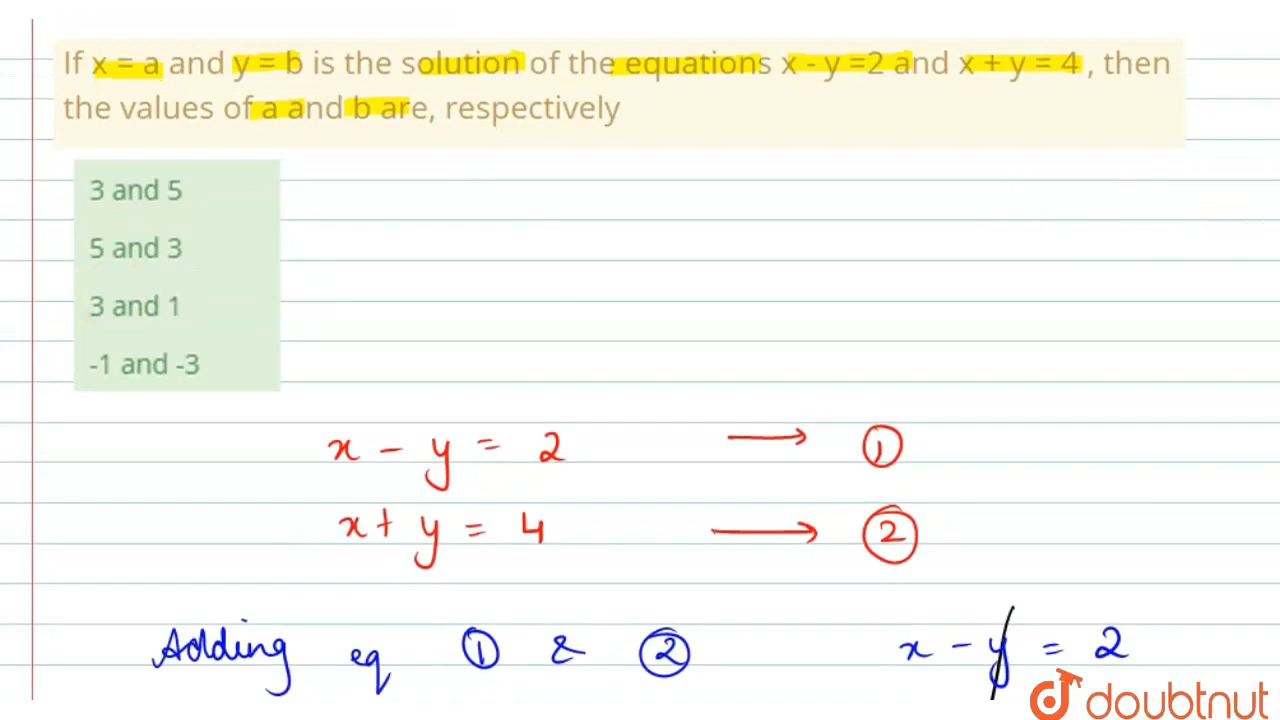 If x = a and y = b is the solution of the equations x - y =2 and x + y = 4 , then
the values of a and b are, respectively
3 and 5
5 and 3
3 and 1
-1 and -3
x - y = 2 → ①
x + y = 4 → ②
Adding eq ① & ② x - y = 2
doubtnut